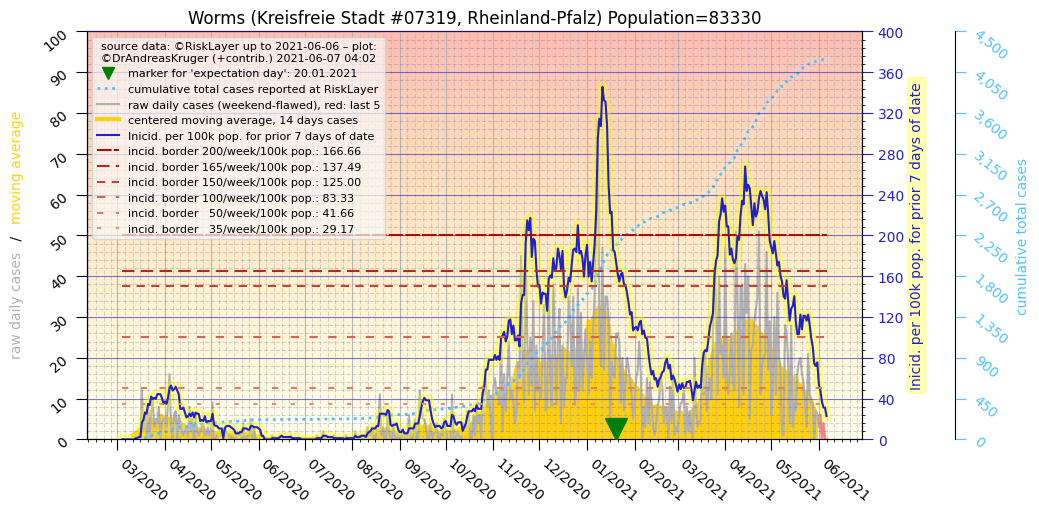 Worms (Kreisfreie Stadt #07319, Rheinland-Pfalz) Population=83330
source data: ©RiskLayer up to 2021-06-06 – plot:
©DrAndreasKruger (+contrib.) 2021-06-07 04:02
marker for 'expectation day': 20.01.2021
cumulative total cases reported at RiskLayer
raw daily cases (weekend-flawed), red: last 5
centered moving average, 14 days cases
Inicid. per 100k pop. for prior 7 days of date
incid. border 200/week/100k pop.: 166.66
incid. border 165/week/100k pop.: 137.49
incid. border 150/week/100k pop.: 125.00
incid. border 100/week/100k pop.: 83.33
incid. border   50/week/100k pop.: 41.66
incid. border   35/week/100k pop.: 29.17
raw daily cases  /  moving average
100
90
80
70
60
50
40
30
20
10
0
03/2020
04/2020
05/2020
06/2020
07/2020
08/2020
09/2020
10/2020
11/2020
12/2020
01/2021
02/2021
03/2021
04/2021
05/2021
06/2021
400
360
320
280
240
200
160
120
80
40
0
Inicid. per 100k pop. for prior 7 days of date
4,500
4,050
3,600
3,150
2,700
2,250
1,800
1,350
900
450
0
cumulative total cases